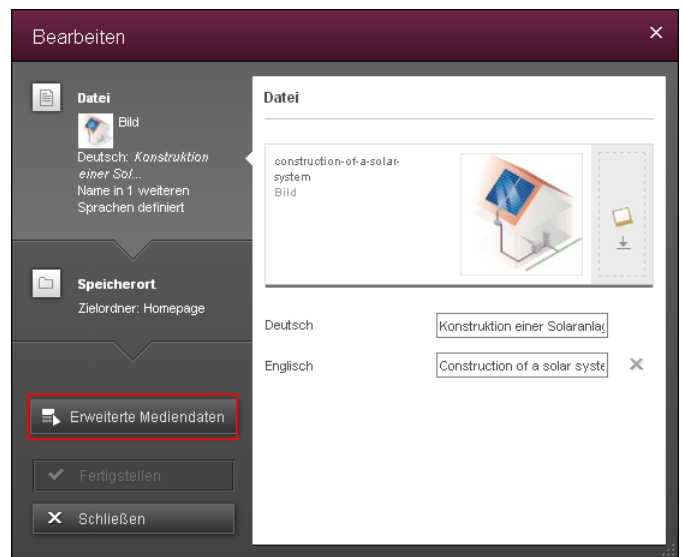 Bearbeiten
Datei
Bild
Deutsch: Konstruktion
einer Sol...
Name in 1 weiteren
Sprachen definiert
Speicherort
Zielordner: Homepage
Erweiterte Mediendaten
Fertigstellen
Schließen
Datei
construction-of-a-solar-
system
Bild
Deutsch
Konstruktion einer Solaranlag
Englisch
Construction of a solar syste